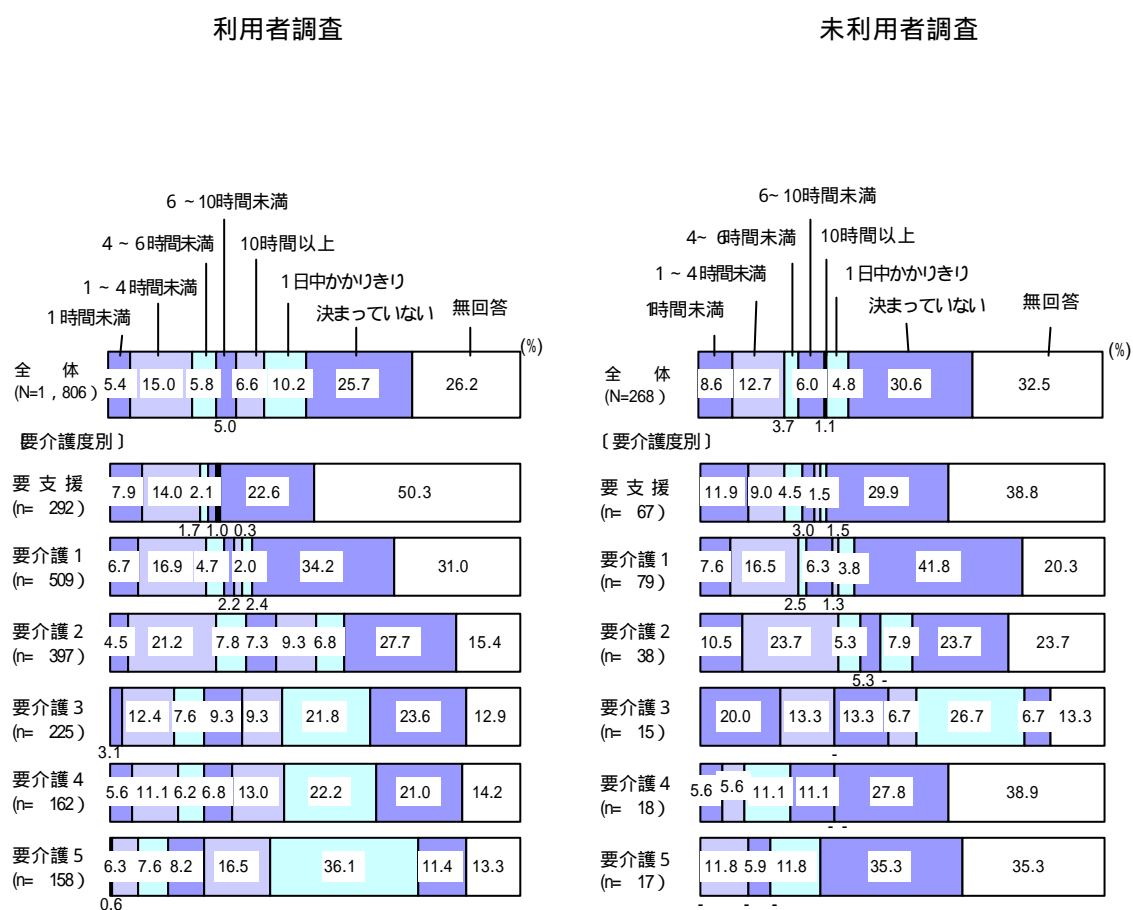 利用者調査
未利用者調査
6 ~ 10時間未満
4 ~ 6時間未満
10時間以上
1 ~ 4時間未満
1日中かかりきり
1時間未満
決まっていない
無回答
(%)
全 体
(N=1,806)
5.4 15.0 5.8 6.6 10.2 25.7 26.2
5.0
〔要介護度別〕
要 支 援
(n= 292)
7.9 14.0 2.1 22.6 50.3
1.7 1.0 0.3
要介護1
(n= 509)
6.7 16.9 4.7 2.0 34.2 31.0
2.2 2.4
要介護2
(n= 397)
4.5 21.2 7.8 7.3 9.3 6.8 27.7 15.4
要介護3
(n= 225)
12.4 7.6 9.3 9.3 21.8 23.6 12.9
3.1
要介護4
(n= 162)
5.6 11.1 6.2 6.8 13.0 22.2 21.0 14.2
要介護5
(n= 158)
6.3 7.6 8.2 16.5 36.1 11.4 13.3
0.6
6~10時間未満
4~6時間未満
10時間以上
1~4時間未満
1日中かかりきり
1時間未満
決まっていない
無回答
(%)
全 体
(N=268)
8.6 12.7 6.0 4.8 30.6 32.5
3.7 1.1
〔要介護度別〕
要 支 援
(n= 67)
11.9 9.0 4.5 1.5 29.9 38.8
3.0 1.5
要介護1
(n= 79)
7.6 16.5 6.3 3.8 41.8 20.3
2.5 1.3
要介護2
(n= 38)
10.5 23.7 5.3 7.9 23.7 23.7
5.3 -
要介護3
(n= 15)
20.0 13.3 13.3 6.7 26.7 6.7 13.3
-
要介護4
(n= 18)
5.6 5.6 11.1 11.1 27.8 38.9
- -
要介護5
(n= 17)
11.8 5.9 11.8 35.3 35.3
- - -